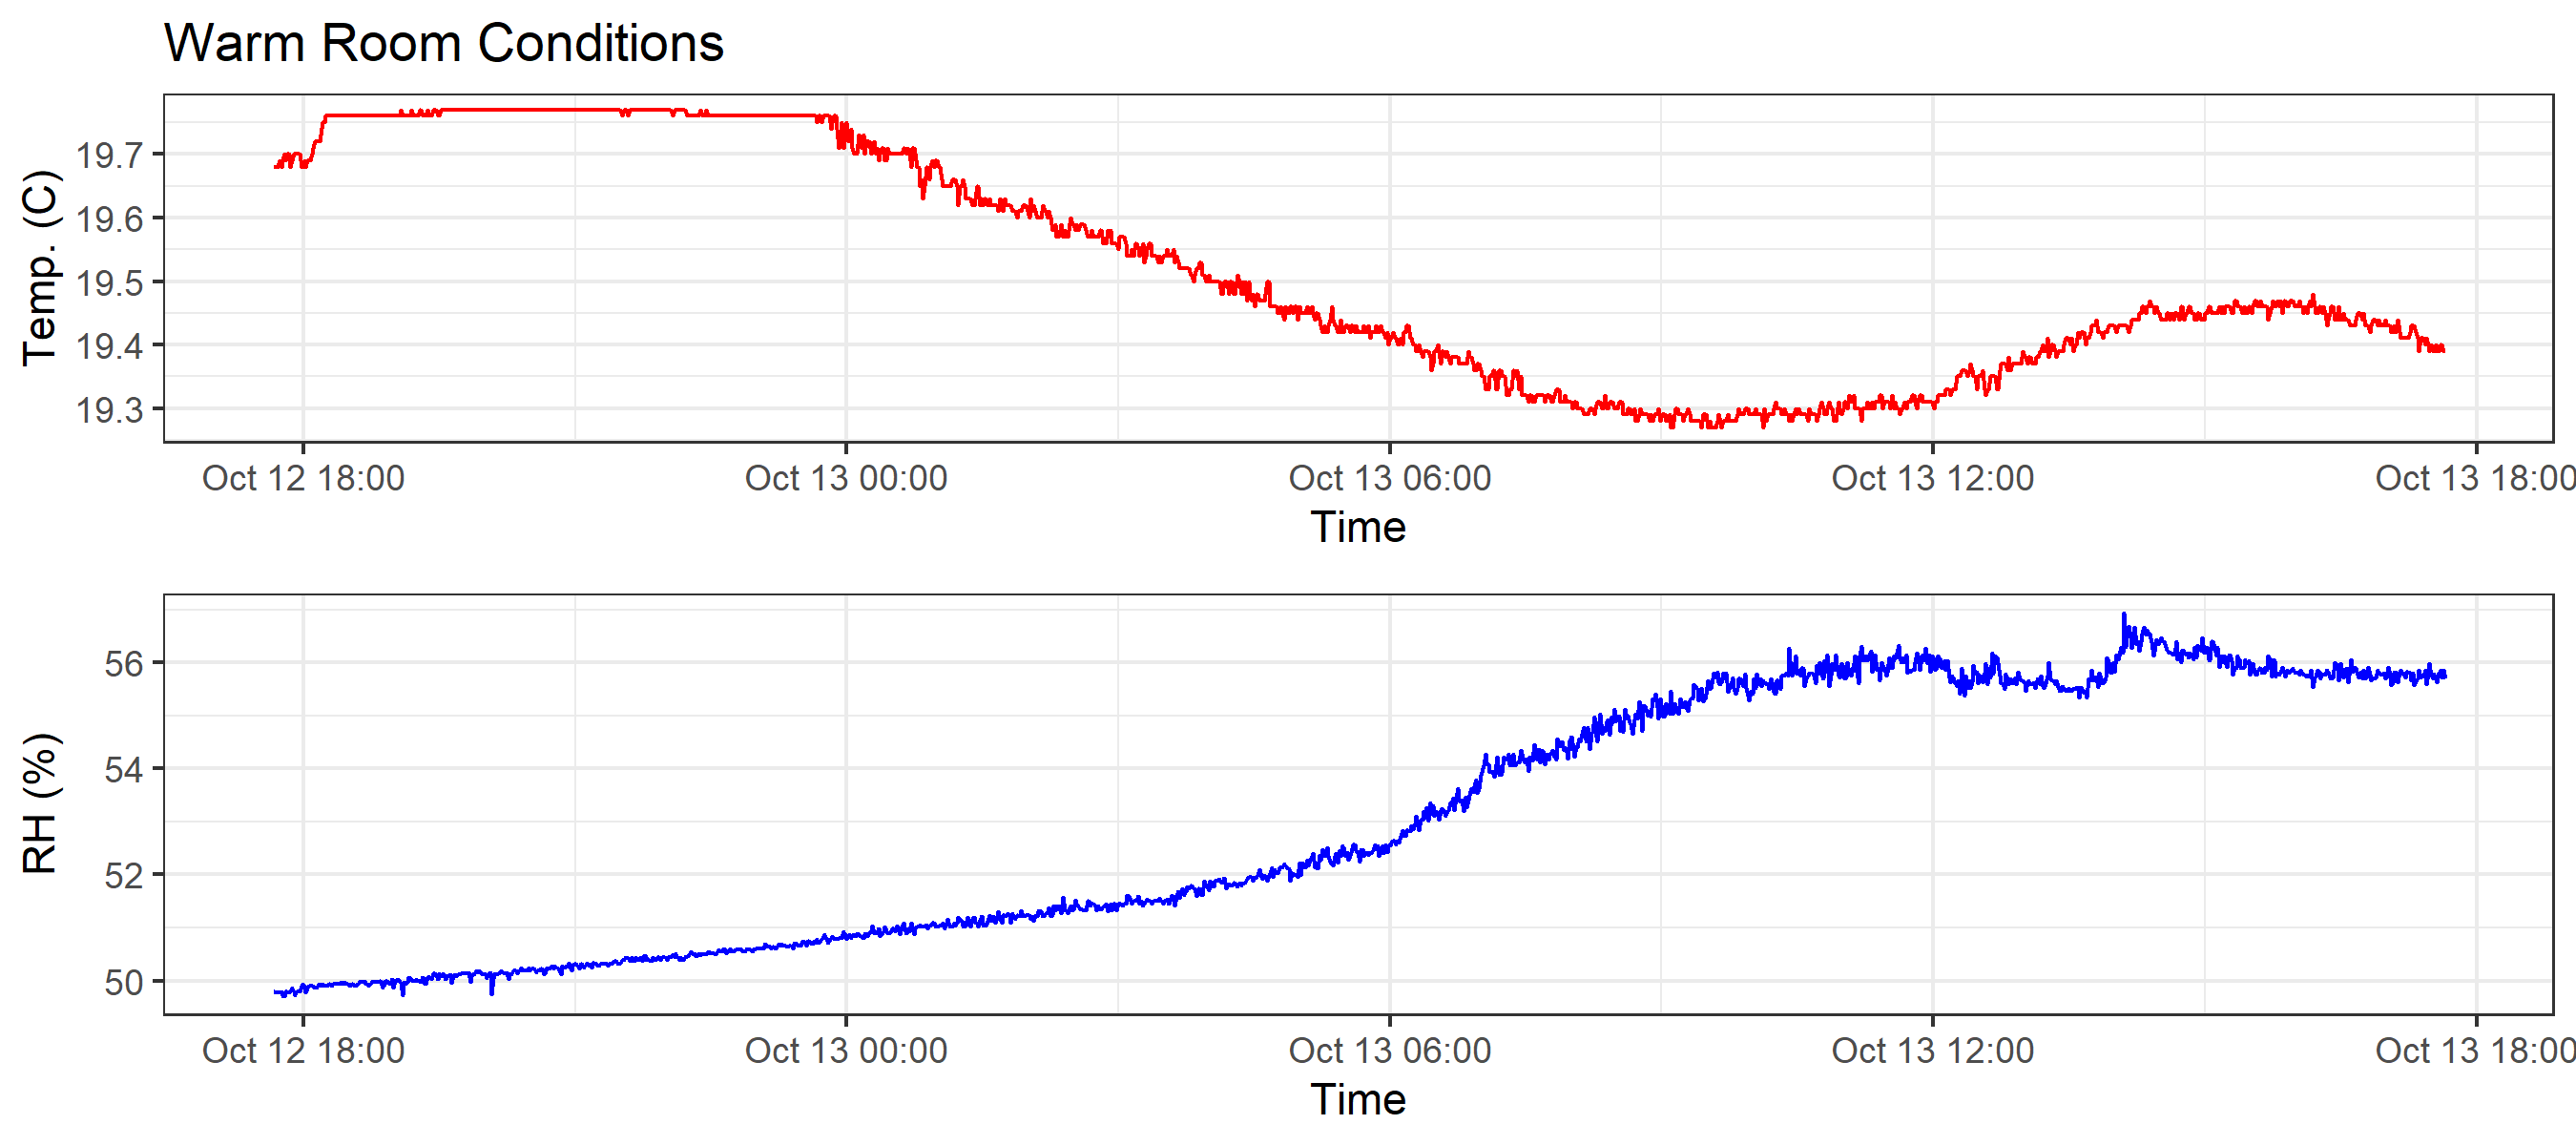 Warm Room Conditions
Temp. (C)
19.7
19.6
19.5
19.4
19.3
Oct 12 18:00 Oct 13 00:00 Oct 13 06:00 Oct 13 12:00 Oct 13 18:00
Time
RH (%)
56
54
52
50
Oct 12 18:00 Oct 13 00:00 Oct 13 06:00 Oct 13 12:00 Oct 13 18:00
Time